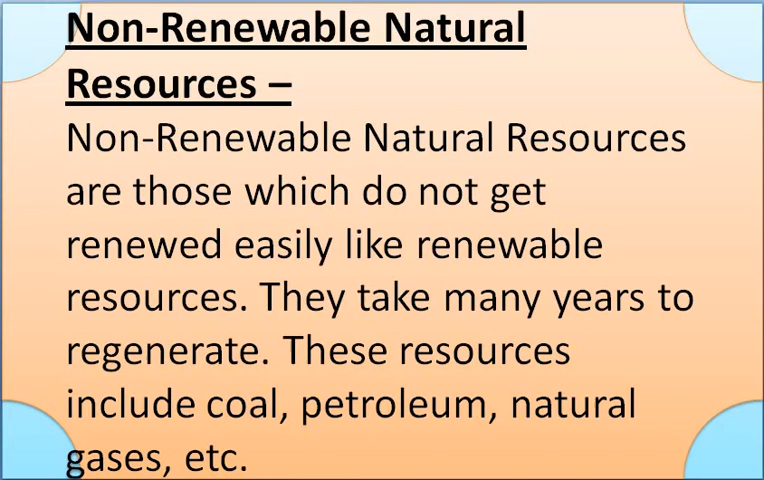 Non-Renewable Natural
Resources –
Non-Renewable Natural Resources
are those which do not get
renewed easily like renewable
resources. They take many years to
regenerate. These resources
include coal, petroleum, natural
gases, etc.